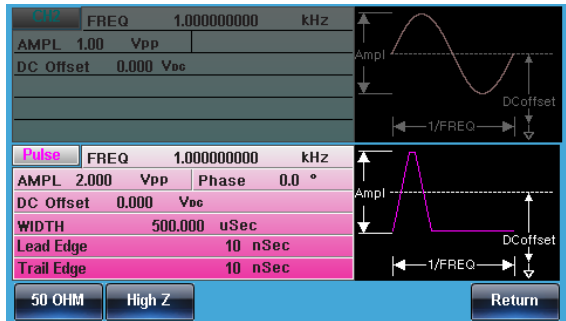 CH2 FREQ 1.000000000 kHz
AMPL 1.00 Vpp
DC Offset 0.000 VDC
Ampl
DCoffset
1/FREQ
Pulse FREQ 1.000000000 kHz
AMPL 2.000 Vpp Phase 0.0 °
DC Offset 0.000 VDC
WIDTH 500.000 uSec
Lead Edge 10 nSec
Trail Edge 10 nSec
Ampl
DCoffset
1/FREQ
50 OHM High Z Return